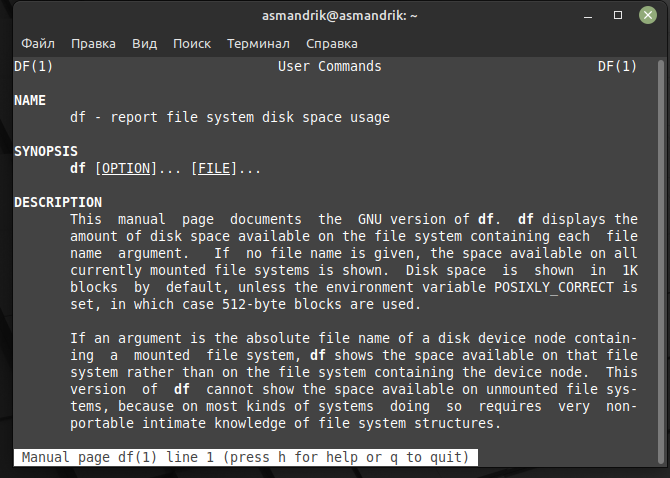 asmandrik@asmandrik: ~
Файл Правка Вид Поиск Терминал Справка
DF(1) User Commands DF(1)
NAME
df - report file system disk space usage
SYNOPSIS
df [OPTION]... [FILE]...
DESCRIPTION
This manual page documents the GNU version of df. df displays the
amount of disk space available on the file system containing each file
name argument. If no file name is given, the space available on all
currently mounted file systems is shown. Disk space is shown in 1K
blocks by default, unless the environment variable POSIXLY_CORRECT is
set, in which case 512-byte blocks are used.
If an argument is the absolute file name of a disk device node contain-
ing a mounted file system, df shows the space available on that file
system rather than on the file system containing the device node. This
version of df cannot show the space available on unmounted file sys-
tems, because on most kinds of systems doing so requires very non-
portable intimate knowledge of file system structures.
Manual page df(1) line 1 (press h for help or q to quit)